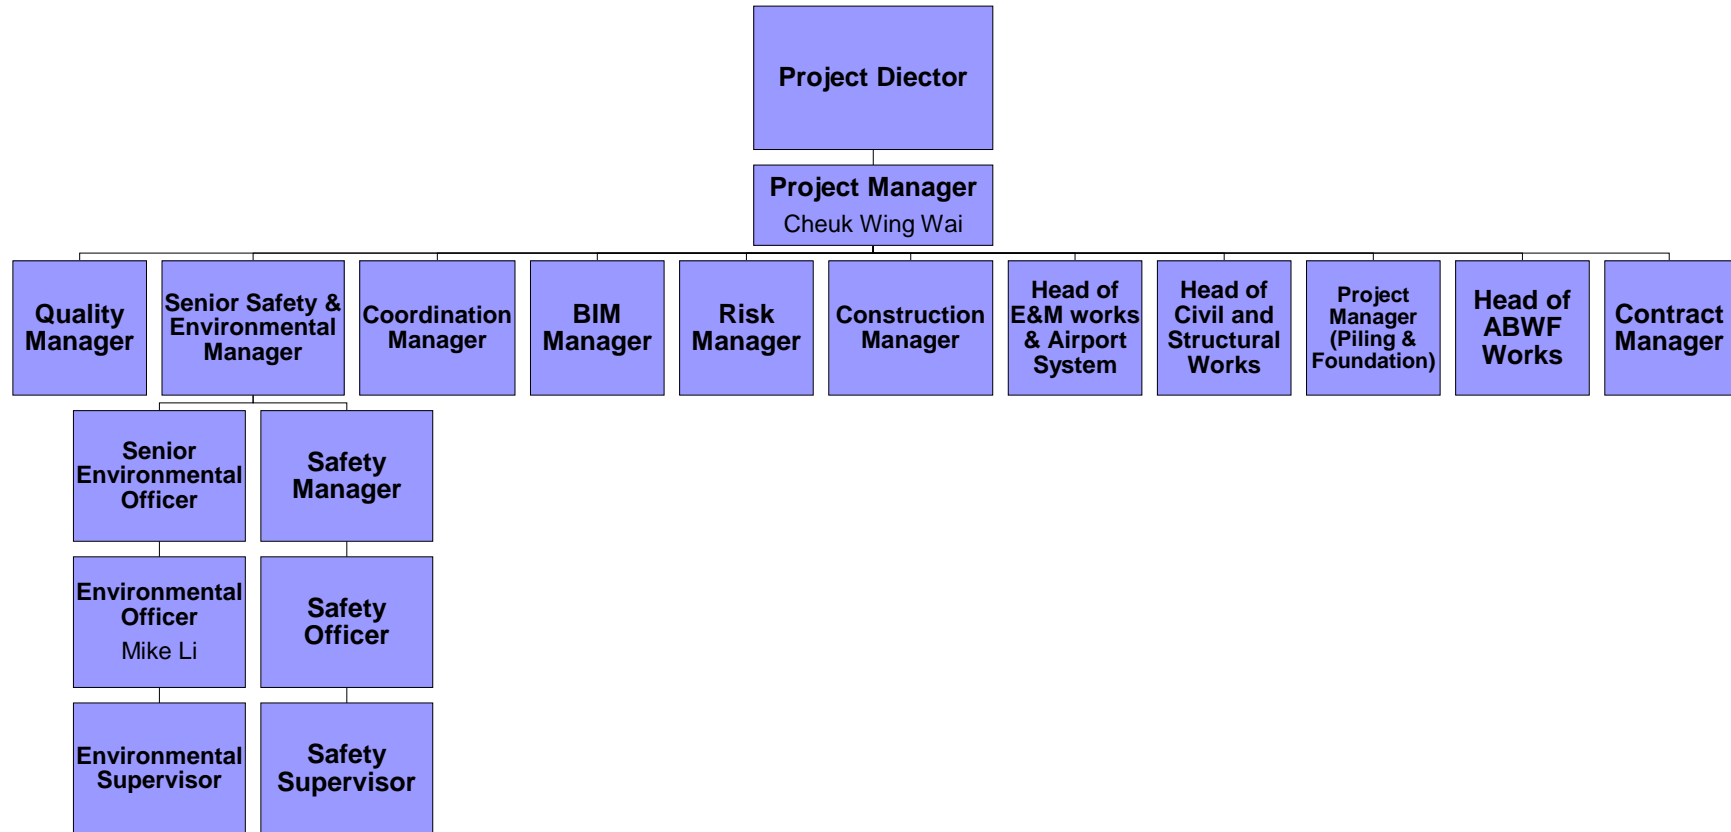 Project Diector
Project Manager
Cheuk Wing Wai
Quality
Manager
Senior Safety &
Environmental
Manager
Coordination
Manager
BIM
Manager
Risk
Manager
Construction
Manager
Head of
E&M works
& Airport
System
Head of
Civil and
Structural
Works
Project
Manager
(Piling &
Foundation)
Head of
ABWF
Works
Contract
Manager
Senior
Environmental
Officer
Safety
Manager
Environmental
Officer
Mike Li
Safety
Officer
Environmental
Supervisor
Safety
Supervisor